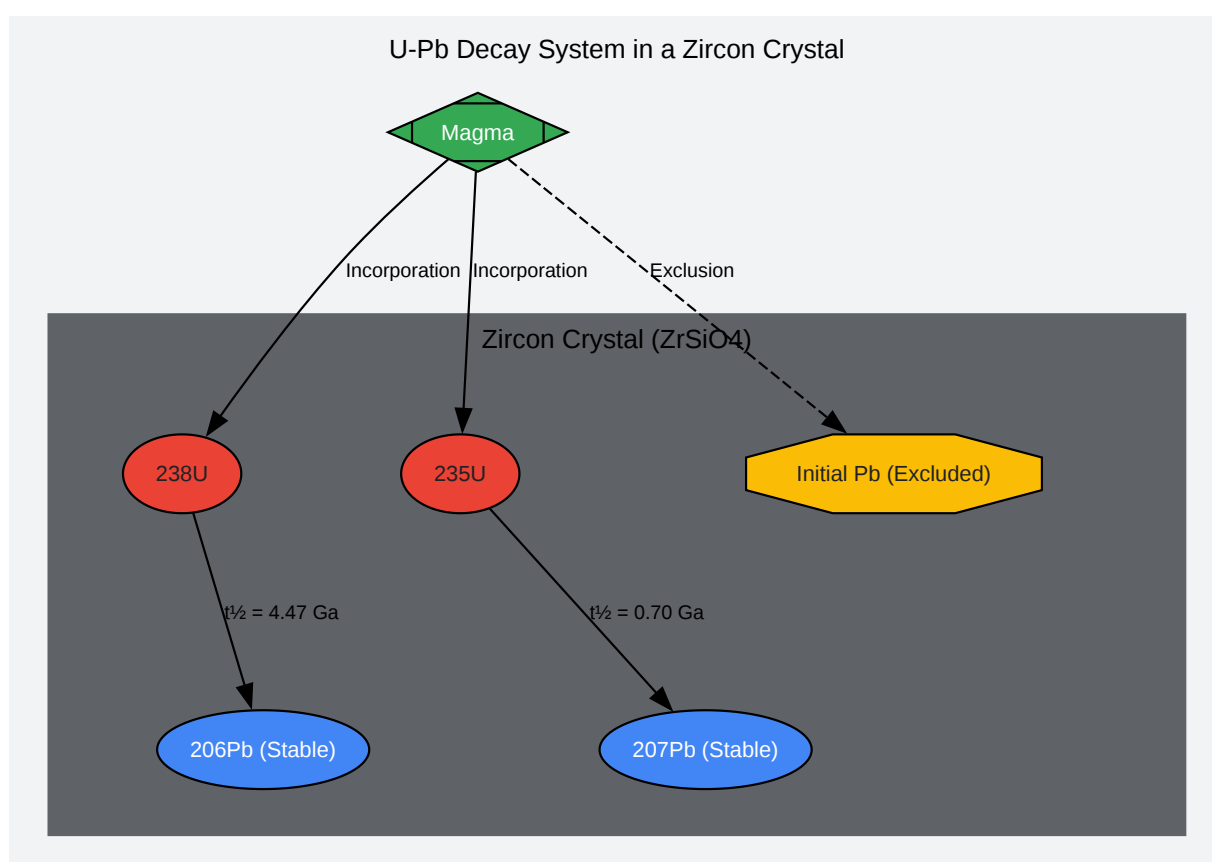 U-Pb Decay System in a Zircon Crystal
Magma
Incorporation
Incorporation
Exclusion
Zircon Crystal (ZrSiO4)
238U
235U
Initial Pb (Excluded)
t½ = 4.47 Ga
t½ = 0.70 Ga
206Pb (Stable)
207Pb (Stable)